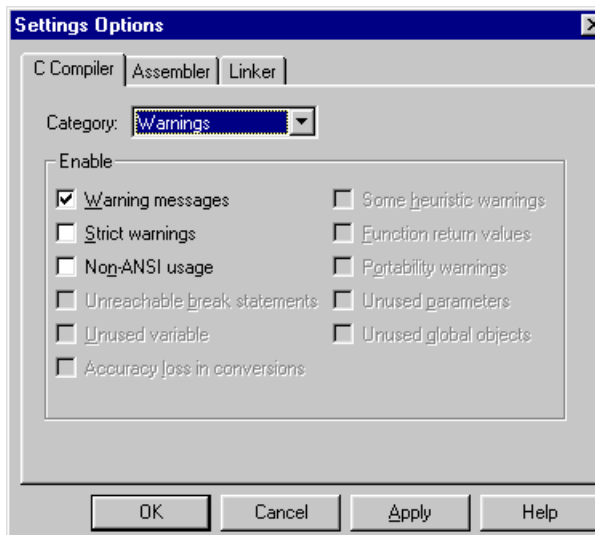 Settings Options
C Compiler Assembler Linker
Category: Warnings
Enable
Warning messages Some heuristic warnings
Strict warnings Function return values
Non-ANSI usage Portability warnings
Unreachable break statements Unused parameters
Unused variable Unused global objects
Accuracy loss in conversions
OK Cancel Apply Help